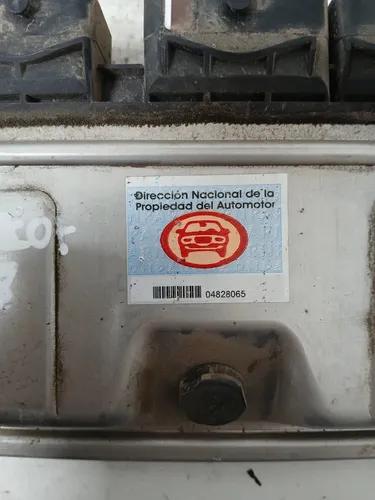 Dirección Nacional de la
Propiedad del Automotor
04828065